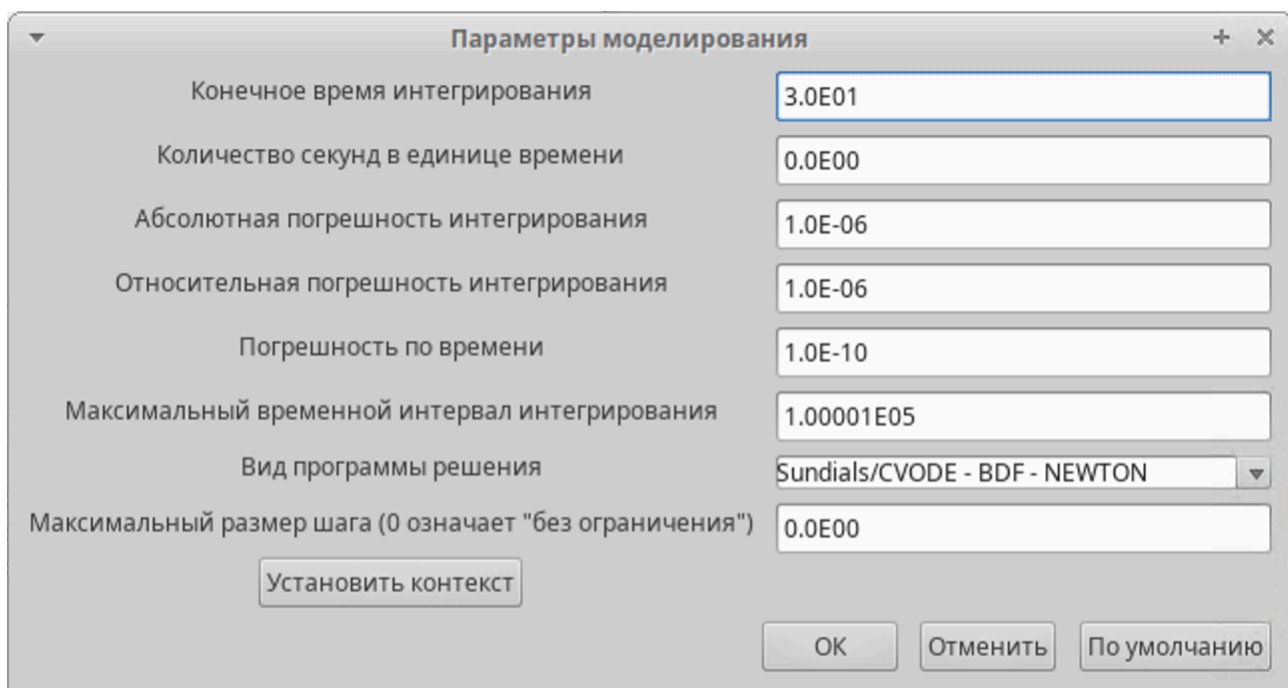 Параметры моделирования
Конечное время интегрирования 3.0E01
Количество секунд в единице времени 0.0E00
Абсолютная погрешность интегрирования 1.0E-06
Относительная погрешность интегрирования 1.0E-06
Погрешность по времени 1.0E-10
Максимальный временной интервал интегрирования 1.00001E05
Вид программы решения Sundials/CVODE - BDF - NEWTON
Максимальный размер шага (0 означает "без ограничения") 0.0E00
Установить контекст
ОК Отменить По умолчанию